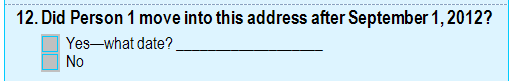 12. Did Person 1 move into this address after September 1, 2012?
Yes—what date? ____________________
No